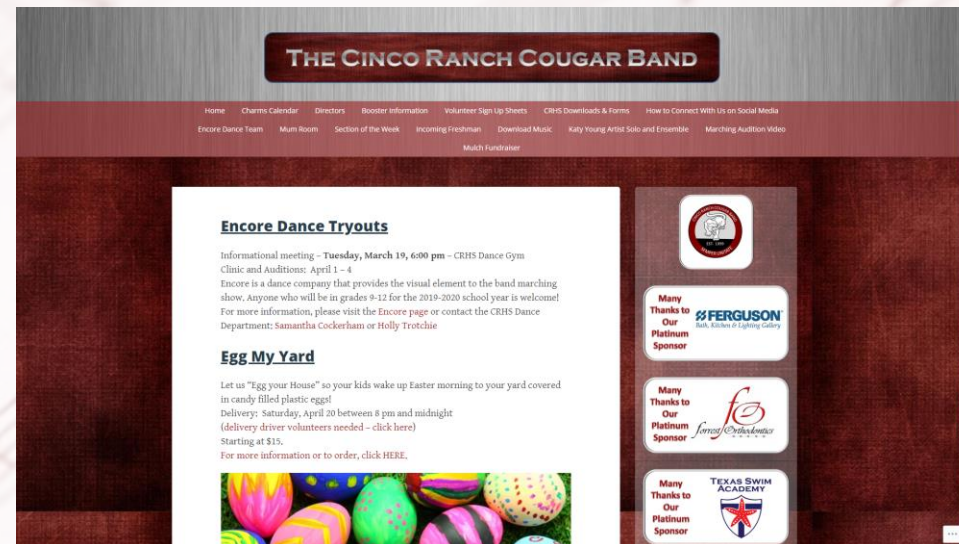 THE CINCO RANCH COUGAR BAND
Home Charms Calendar Directors Booster Information Volunteer Sign Up Sheets CRHS Downloads & Forms How to Connect With Us on Social Media
Encore Dance Team Mum Room Section of the Week Incoming Freshman Download Music Katy Young Artist Solo and Ensemble Marching Audition Video
Mulch Fundraiser
Encore Dance Tryouts
Informational meeting – Tuesday, March 19, 6:00 pm – CRHS Dance Gym
Clinic and Auditions: April 1 – 4
Encore is a dance company that provides the visual element to the band marching
show. Anyone who will be in grades 9-12 for the 2019-2020 school year is welcome!
For more information, please visit the Encore page or contact the CRHS Dance
Department: Samantha Cockerham or Holly Trotchie
Egg My Yard
Let us “Egg your House” so your kids wake up Easter morning to your yard covered
in candy filled plastic eggs!
Delivery: Saturday, April 20 between 8 pm and midnight
(delivery driver volunteers needed – click here)
Starting at $15.
For more information or to order, click HERE.
Many
Thanks to
Our
Platinum
Sponsor
FERGUSON
Bath, Kitchen & Lighting Gallery
Many
Thanks to
Our
Platinum
Sponsor
Forrest Orthodontics
Many
Thanks to
Our
Platinum
Sponsor
TEXAS SWIM
ACADEMY